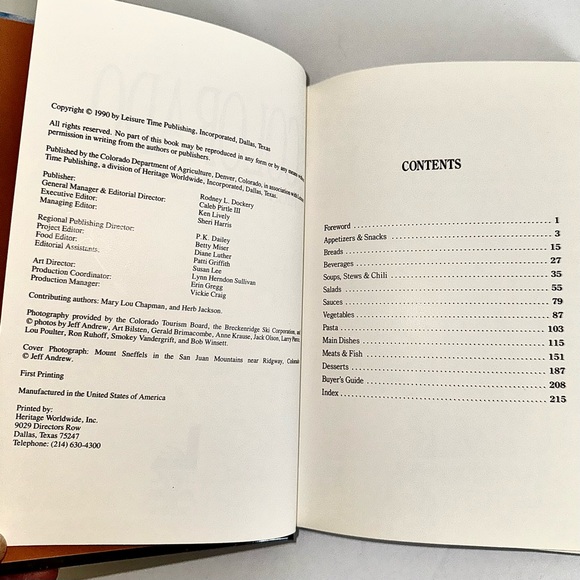 Copyright © 1990 by Leisure Time Publishing, Incorporated, Dallas, Texas
All rights reserved. No part of this book may be reproduced in any form or by any means
permission in writing from the authors or publishers.
Published by the Colorado Department of Agriculture, Denver, Colorado, in association with
Time Publishing, a division of Heritage Worldwide, Incorporated, Dallas, Texas.
Publisher: Rodney L. Dockery
General Manager & Editorial Director: Caleb Pirtle III
Executive Editor: Ken Lively
Managing Editor: Sheri Harris
Regional Publishing Director: P.K. Dailey
Project Editor: Betty Miser
Food Editor: Diane Luther
Editorial Assistants: Patti Griffith
Susan Lee
Art Director: Lynn Herndon Sullivan
Production Coordinator: Erin Gregg
Production Manager: Vickie Craig
Contributing authors: Mary Lou Chapman, and Herb Jackson.
Photography provided by the Colorado Tourism Board, the Breckenridge Ski Corporation, and
© photos by Jeff Andrew, Art Bilsten, Gerald Brimacombe, Anne Krause, Jack Olson, Larry
Lou Poulter, Ron Ruhoff, Smokey Vandergrift, and Bob Winsett.
Cover Photograph: Mount Sneffels in the San Juan Mountains near Ridgway, Colorado
© Jeff Andrew.
First Printing
Manufactured in the United States of America
Printed by:
Heritage Worldwide, Inc.
9029 Directors Row
Dallas, Texas 75247
Telephone: (214) 630-4300
CONTENTS
Foreword ........ 1
Appetizers & Snacks ........ 3
Breads ........ 15
Beverages ........ 27
Soups, Stews & Chili ........ 35
Salads ........ 55
Sauces ........ 79
Vegetables ........ 87
Pasta ........ 103
Main Dishes ........ 115
Meats & Fish ........ 151
Desserts ........ 187
Buyer's Guide ........ 208
Index ........ 215